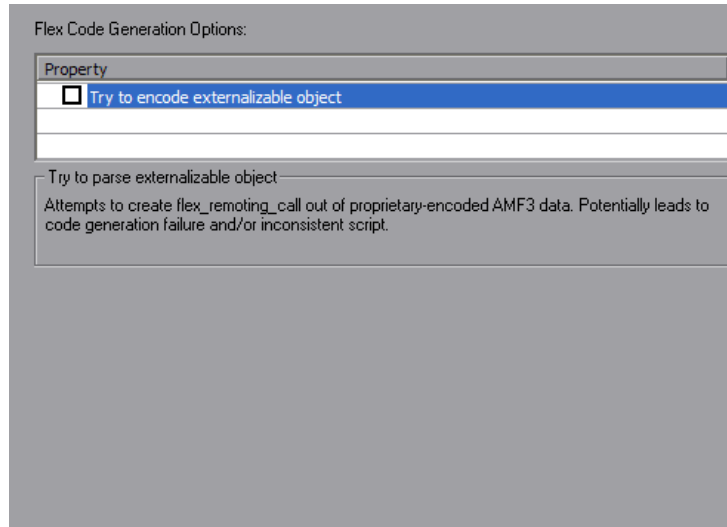 Flex Code Generation Options:
Property
Try to encode externalizable object
Try to parse externalizable object
Attempts to create flex_remoting_call out of proprietary-encoded AMF3 data. Potentially leads to
code generation failure and/or inconsistent script.